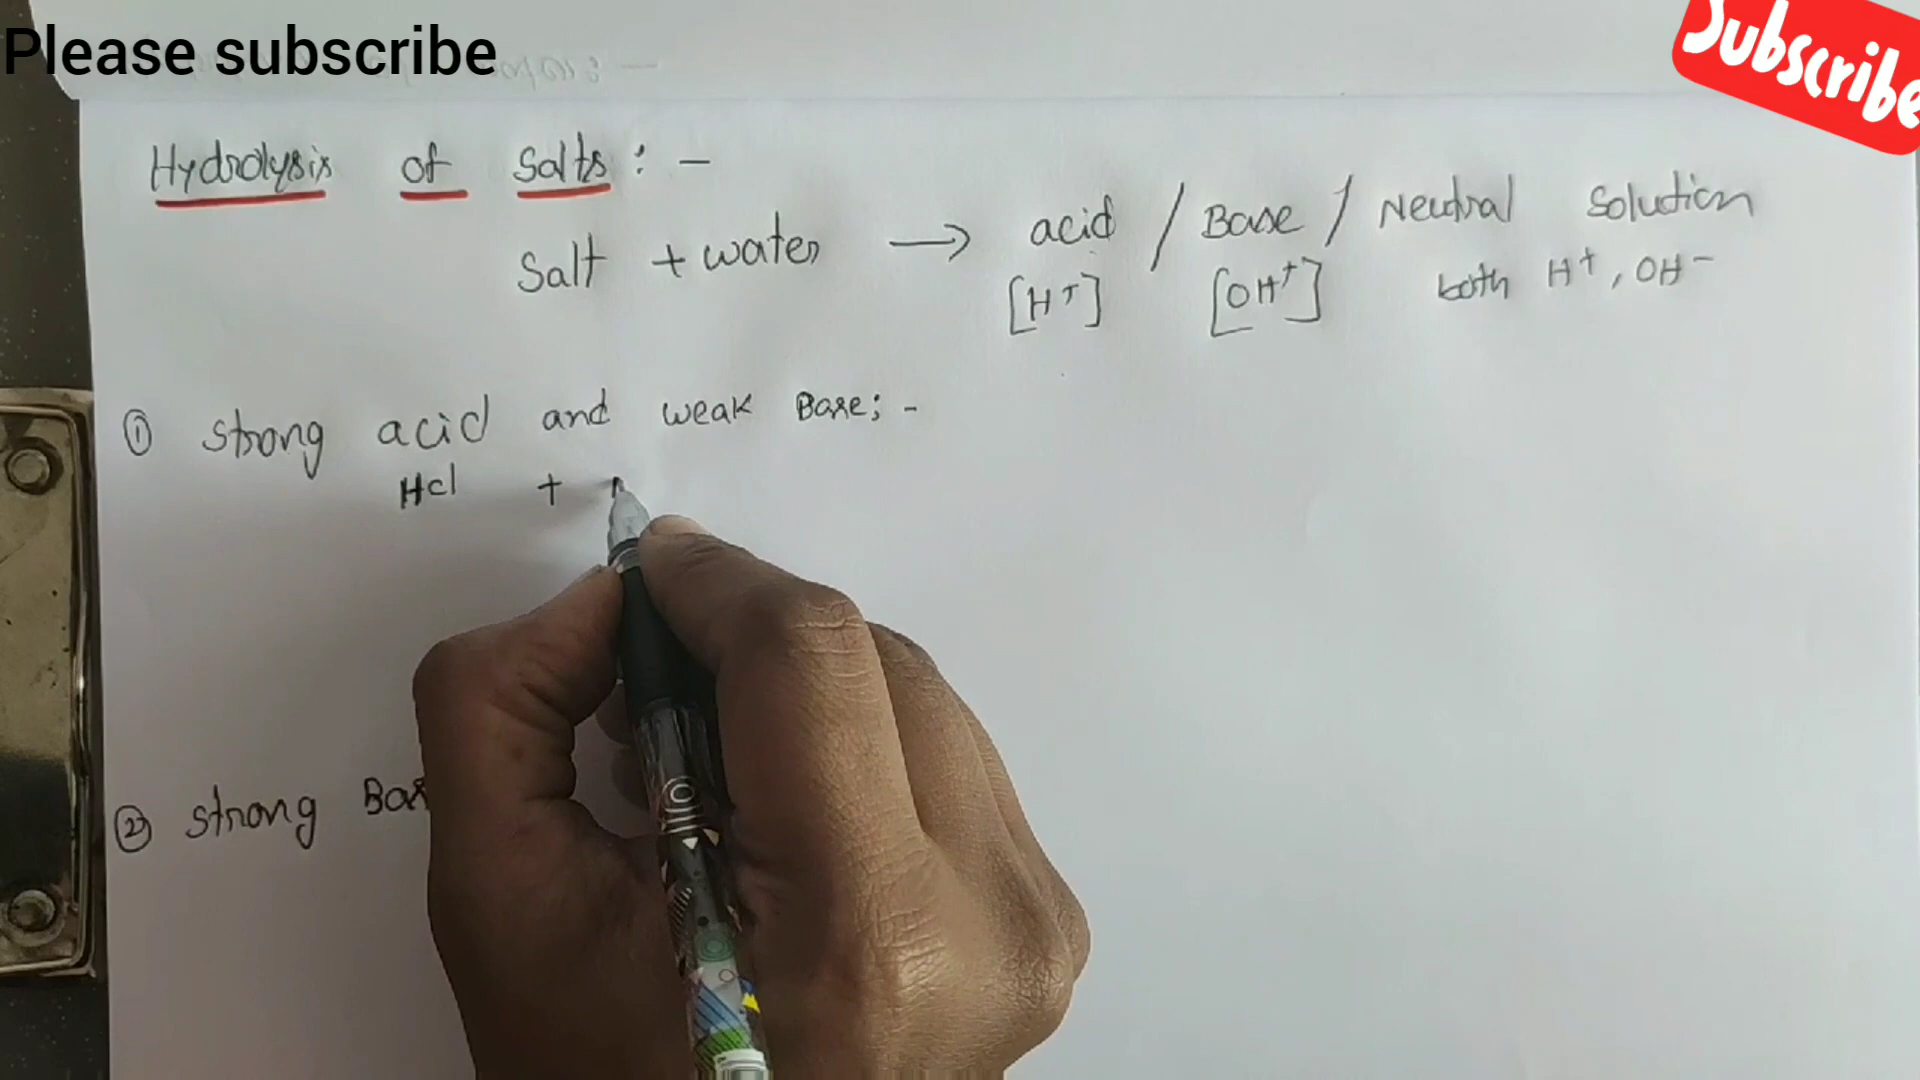 Please subscribe
Subscribe
Hydrolysis of Salts : -
Salt + water → acid / Base / Neutral Solution
[H+] [OH+] both H+, OH-
① strong acid and weak Base; -
HCl +
② strong Bas